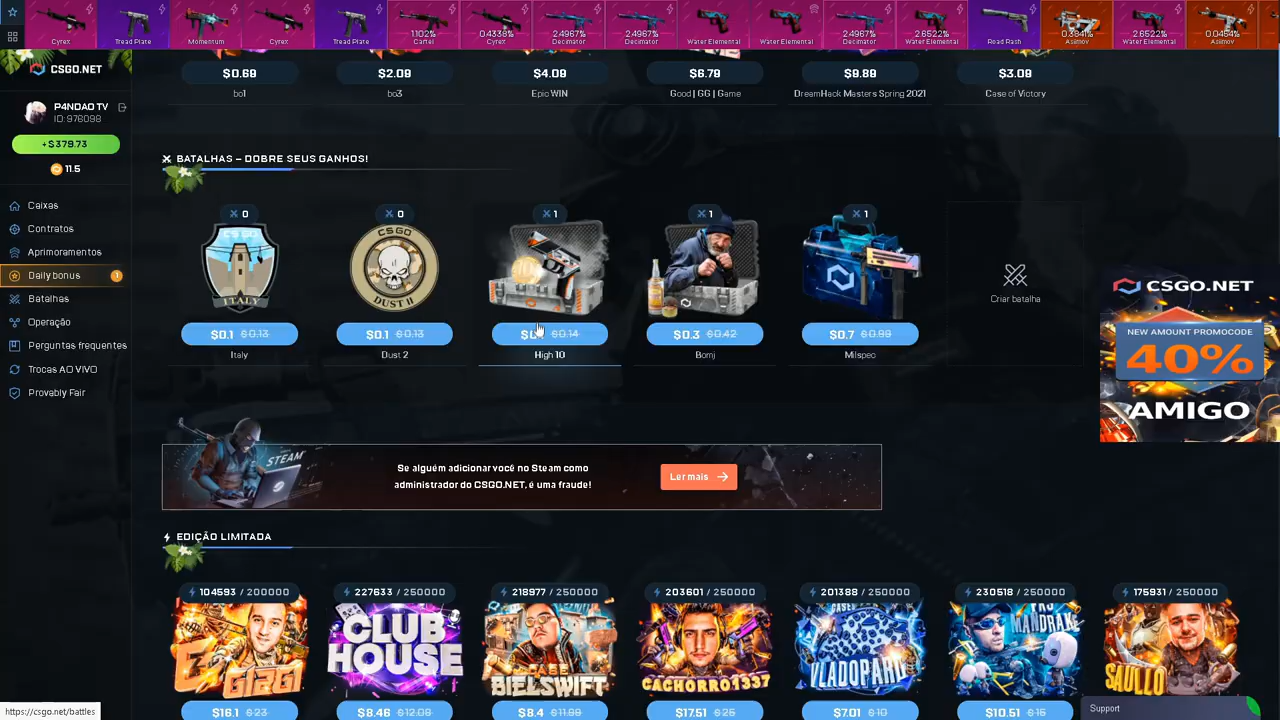 Cyrex
Tread Plate
Momentum
Cyrex
Tread Plate
1.102%
Cartel
0.4339%
Cyrex
2.4967%
Decimator
2.4967%
Decimator
Water Elemental
Water Elemental
2.4967%
Decimator
2.6522%
Water Elemental
Road Rash
0.3941%
Asiimov
2.6522%
Water Elemental
0.0454%
Asiimov
CSGO.NET
P4NDAO TV
ID: 976098
+$379.73
11.5
Caixas
Contratos
Aprimoramentos
Daily bonus
1
Batalhas
Operação
Perguntas frequentes
Trocas AO VIVO
Provably Fair
$0.69
$2.09
$4.09
$6.79
$9.89
$3.09
bo1
bo3
Epic WIN
Good | GG | Game
DreamHack Masters Spring 2021
Case of Victory
BATALHAS – DOBRE SEUS GANHOS!
0
0
1
1
1
ITALY
CSGO
DUST II
Criar batalha
$0.1 $0.13
$0.1 $0.13
$0.14
$0.3 $0.42
$0.7 $0.99
Italy
Dust 2
High 10
Bomj
Milspec
CSGO.NET
NEW AMOUNT PROMOCODE
40%
AMIGO
STEAM
Se alguém adicionar você no Steam como
administrador do CSGO.NET, é uma fraude!
Ler mais
EDIÇÃO LIMITADA
104593 / 200000
227633 / 250000
218977 / 250000
203601 / 250000
201388 / 250000
230518 / 250000
175931 / 250000
CLUB
HOUSE
CASE
BIELSWIFT
CACHORRO1337
VLADOPARD
MANDRAKE
SAULLO
$16.1 $23
$8.46 $12.09
$8.4 $11.99
$17.51 $25
$7.01 $10
$10.51 $15
Support
https://csgo.net/battles